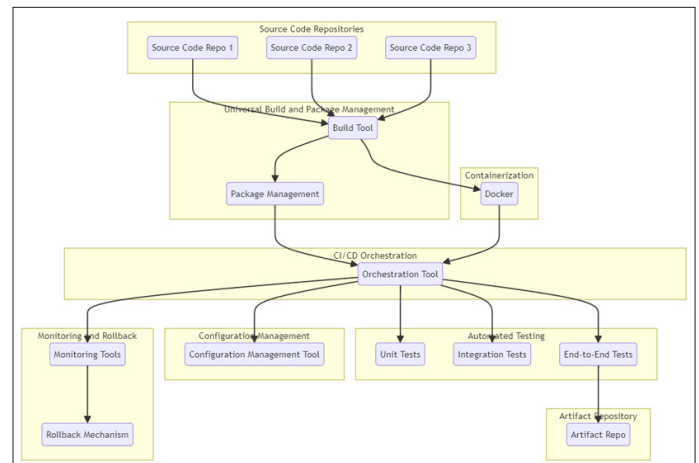 Source Code Repositories
Source Code Repo 1
Source Code Repo 2
Source Code Repo 3
Universal Build and Package Management
Build Tool
Containerization
Package Management
Docker
CI/CD Orchestration
Orchestration Tool
Monitoring and Rollback
Configuration Management
Automated Testing
Monitoring Tools
Configuration Management Tool
Unit Tests
Integration Tests
End-to-End Tests
Artifact Repository
Rollback Mechanism
Artifact Repo